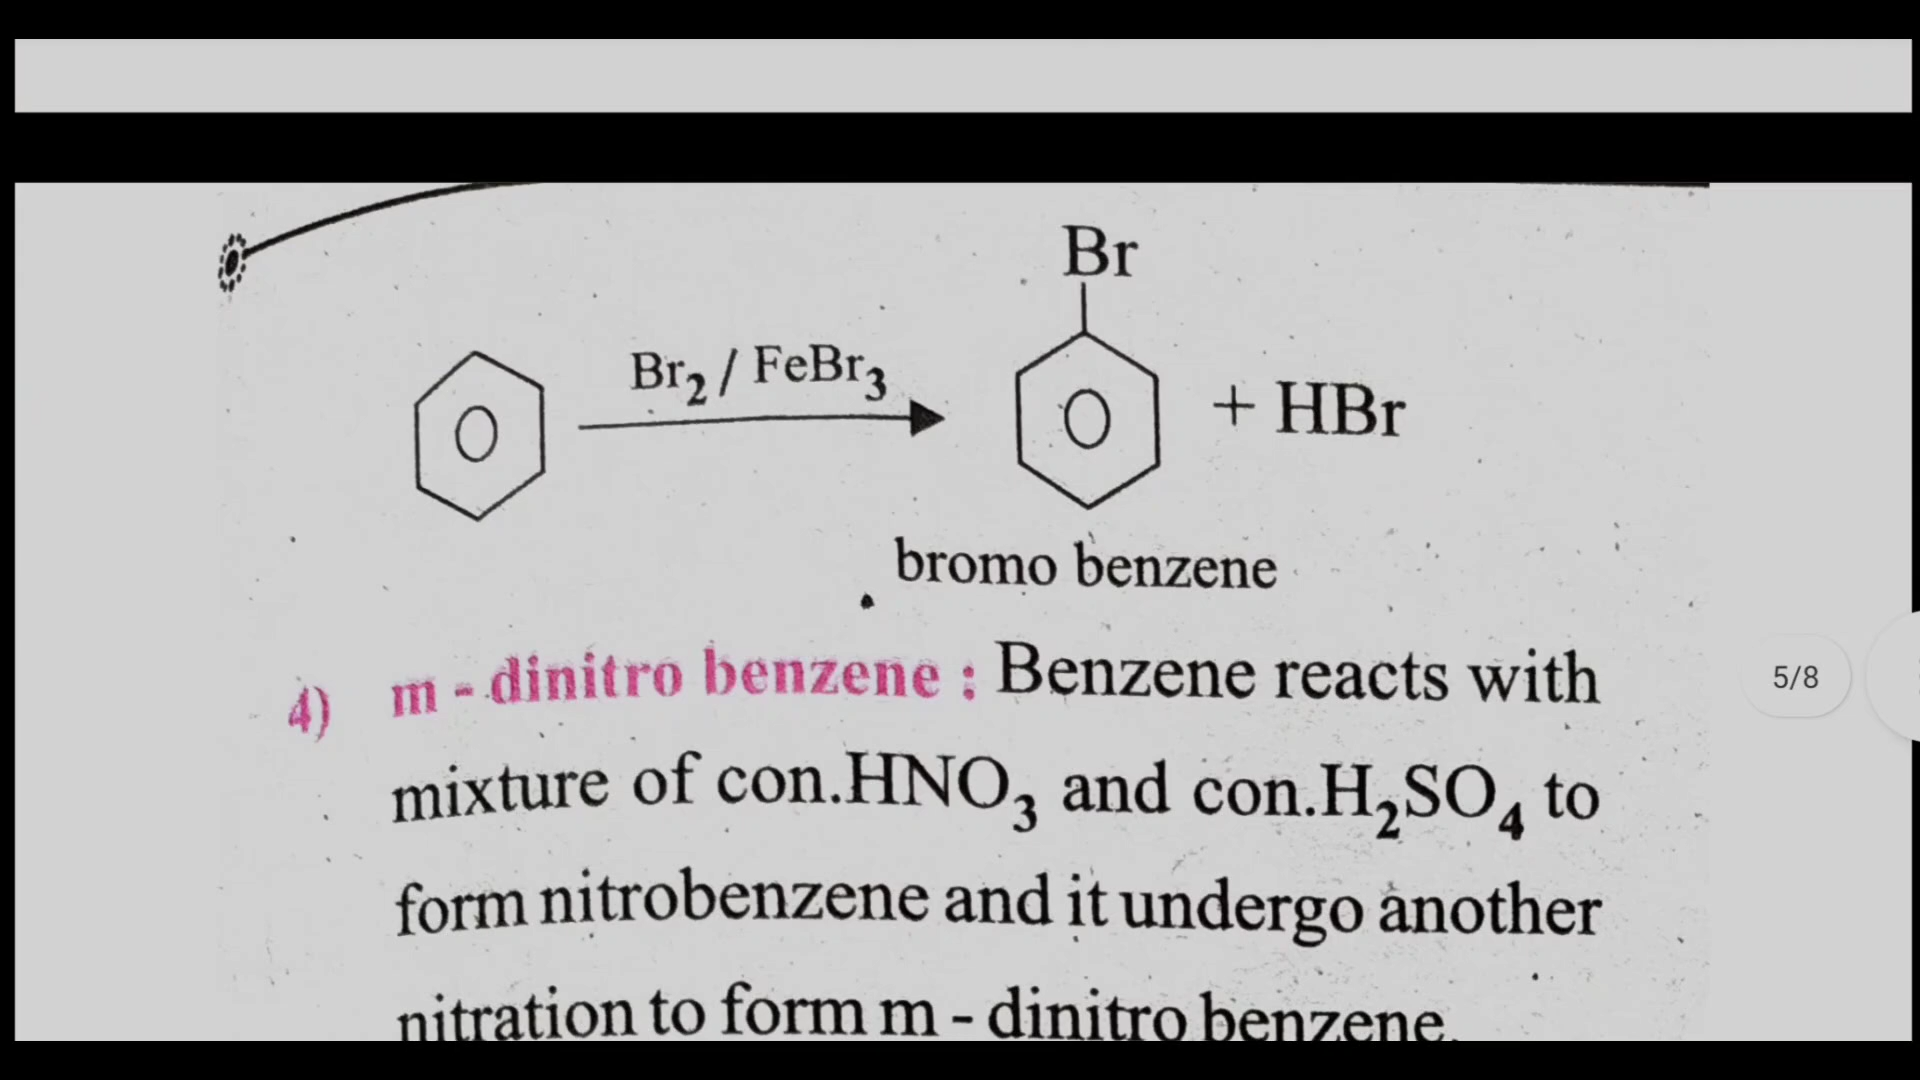 Br
Br₂ / FeBr₃
+ HBr
bromo benzene
4) m - dinitro benzene : Benzene reacts with
mixture of con.HNO₃ and con.H₂SO₄ to
form nitrobenzene and it undergo another
nitration to form m - dinitro benzene.
5/8